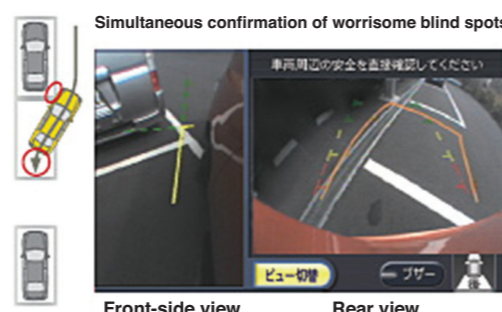 Simultaneous confirmation of worrisome blind spots
車両周辺の安全を直接確認してください
ビュー切替
ブザー
後
Front-side view
Rear view